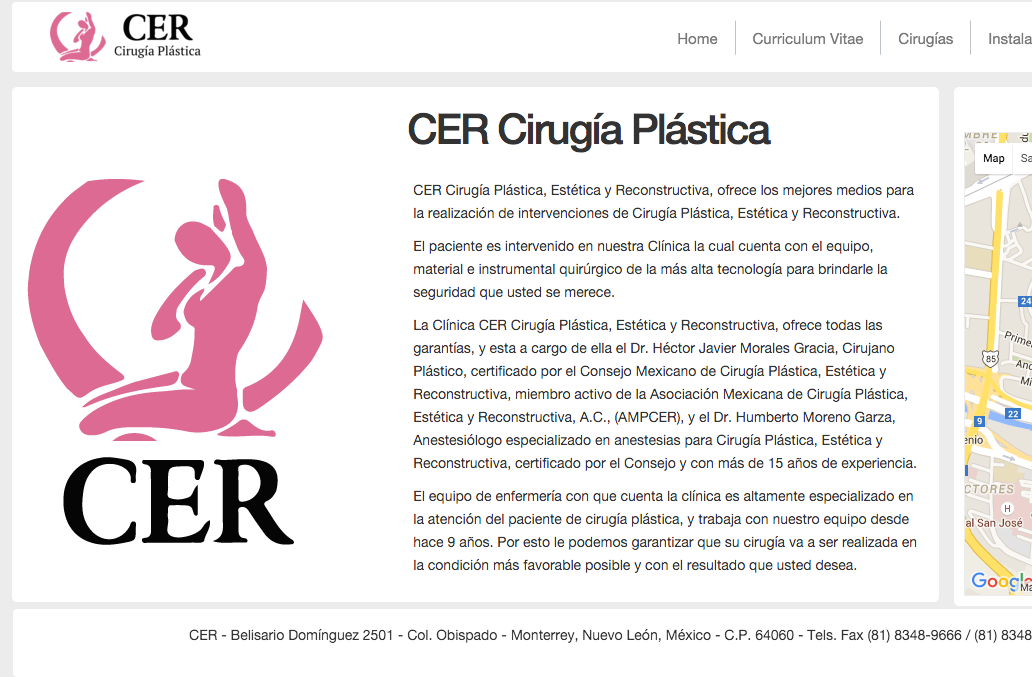 CER
Cirugía Plástica
Home
Curriculum Vitae
Cirugías
CER Cirugía Plástica
CER Cirugía Plástica, Estética y Reconstructiva, ofrece los mejores medios para
la realización de intervenciones de Cirugía Plástica, Estética y Reconstructiva.
El paciente es intervenido en nuestra Clínica la cual cuenta con el equipo,
material e instrumental quirúrgico de la más alta tecnología para brindarle la
seguridad que usted se merece.
La Clínica CER Cirugía Plástica, Estética y Reconstructiva, ofrece todas las
garantías, y esta a cargo de ella el Dr. Héctor Javier Morales Gracia, Cirujano
Plástico, certificado por el Consejo Mexicano de Cirugía Plástica, Estética y
Reconstructiva, miembro activo de la Asociación Mexicana de Cirugía Plástica,
Estética y Reconstructiva, A.C., (AMPCER), y el Dr. Humberto Moreno Garza,
Anestesiólogo especializado en anestesias para Cirugía Plástica, Estética y
Reconstructiva, certificado por el Consejo y con más de 15 años de experiencia.
El equipo de enfermería con que cuenta la clínica es altamente especializado en
la atención del paciente de cirugía plástica, y trabaja con nuestro equipo desde
hace 9 años. Por esto le podemos garantizar que su cirugía va a ser realizada en
la condición más favorable posible y con el resultado que usted desea.
CER
Map
24
85
22
9
H
al San José
CER - Belisario Domínguez 2501 - Col. Obispado - Monterrey, Nuevo León, México - C.P. 64060 - Tels. Fax (81) 8348-9666 / (81) 8348